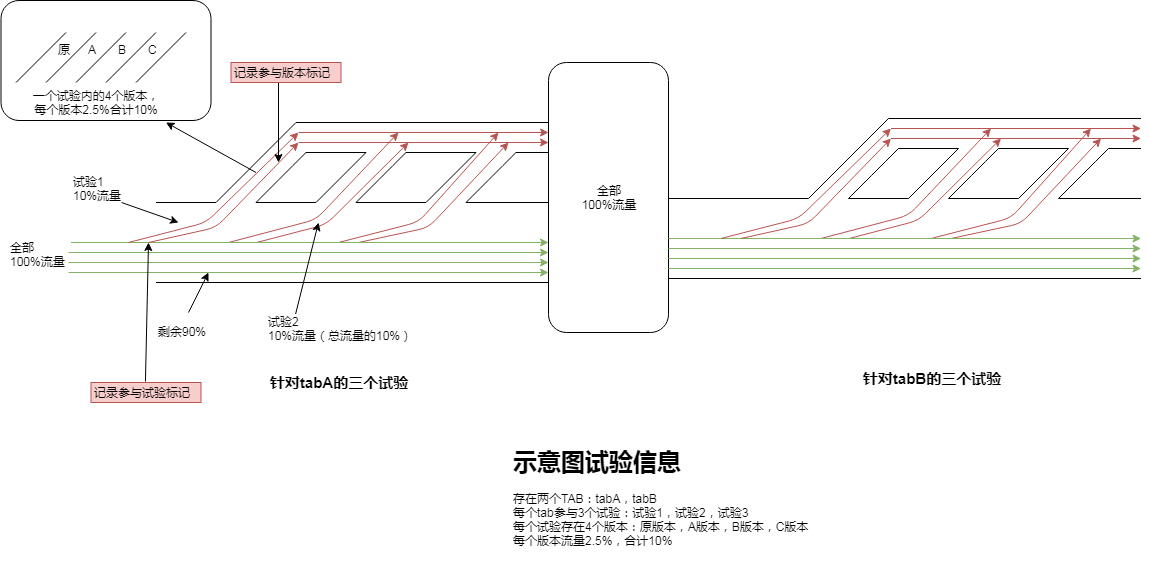 原 A B C
一个试验内的4个版本，
每个版本2.5%合计10%
记录参与版本标记
试验1
10%流量
全部
100%流量
剩余90%
试验2
10%流量（总流量的10%）
记录参与试验标记
针对tabA的三个试验
全部
100%流量
针对tabB的三个试验
示意图试验信息
存在两个TAB：tabA，tabB
每个tab参与3个试验：试验1，试验2，试验3
每个试验存在4个版本：原版本，A版本，B版本，C版本
每个版本流量2.5%，合计10%